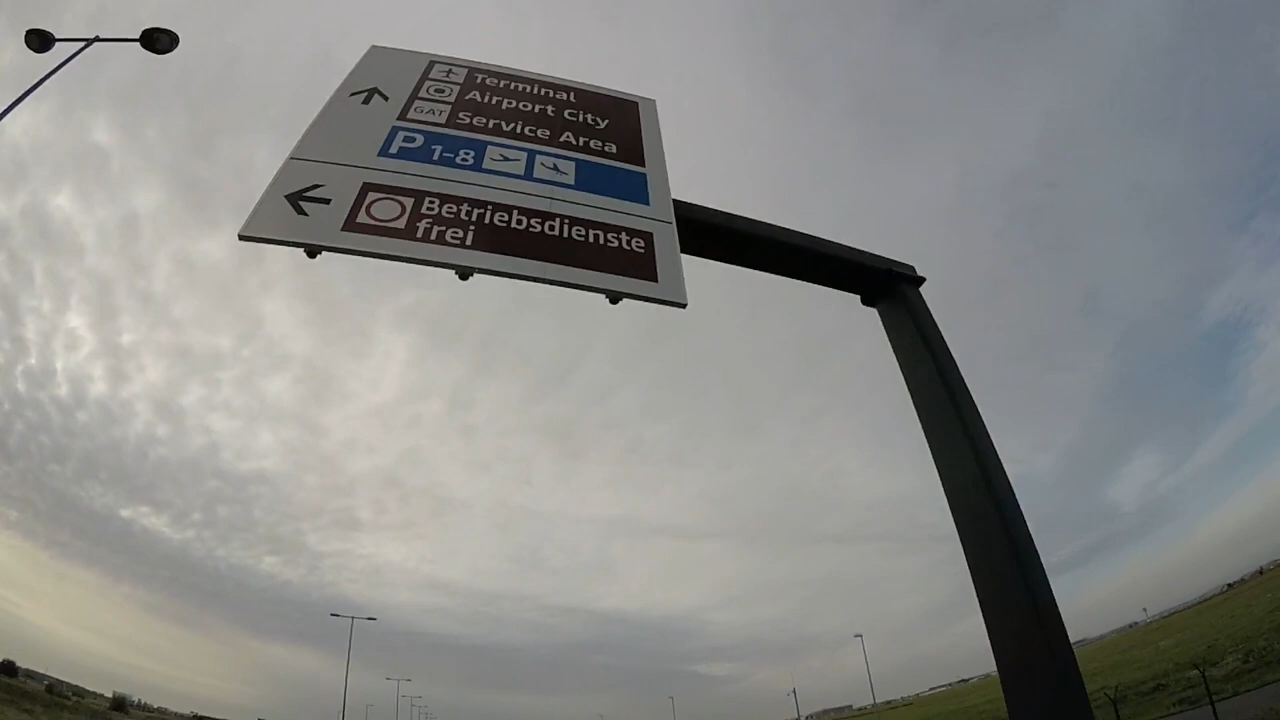 Terminal
Airport City
GAT Service Area
P 1-8
Betriebsdienste
frei